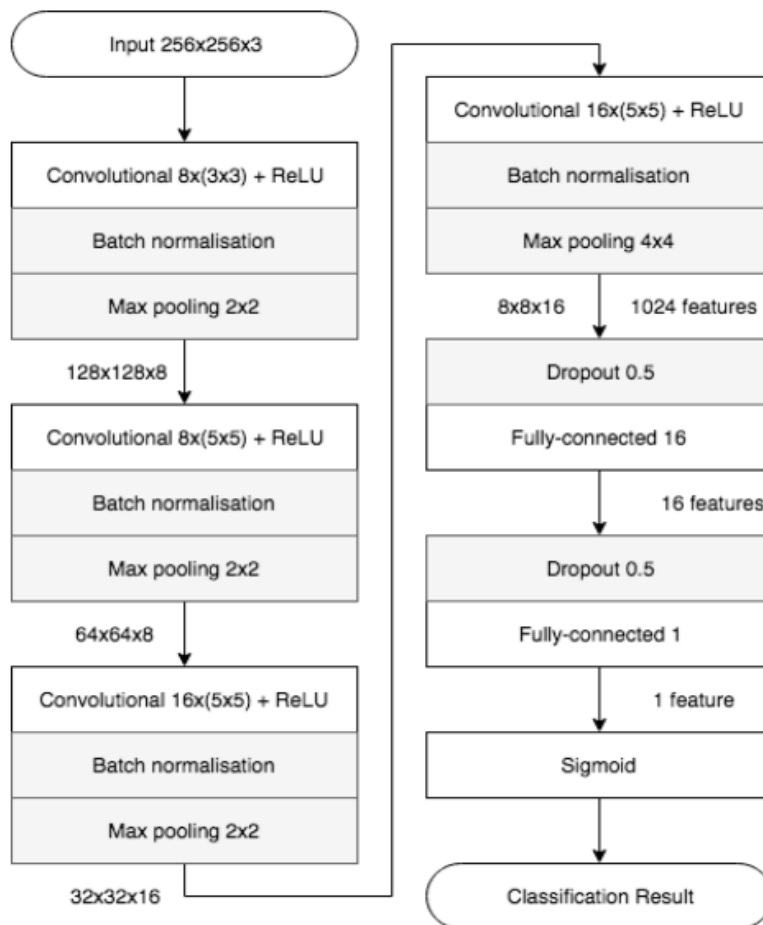 Input 256x256x3
Convolutional 8x(3x3) + ReLU
Batch normalisation
Max pooling 2x2
128x128x8
Convolutional 8x(5x5) + ReLU
Batch normalisation
Max pooling 2x2
64x64x8
Convolutional 16x(5x5) + ReLU
Batch normalisation
Max pooling 2x2
32x32x16
Convolutional 16x(5x5) + ReLU
Batch normalisation
Max pooling 4x4
8x8x16 1024 features
Dropout 0.5
Fully-connected 16
16 features
Dropout 0.5
Fully-connected 1
1 feature
Sigmoid
Classification Result